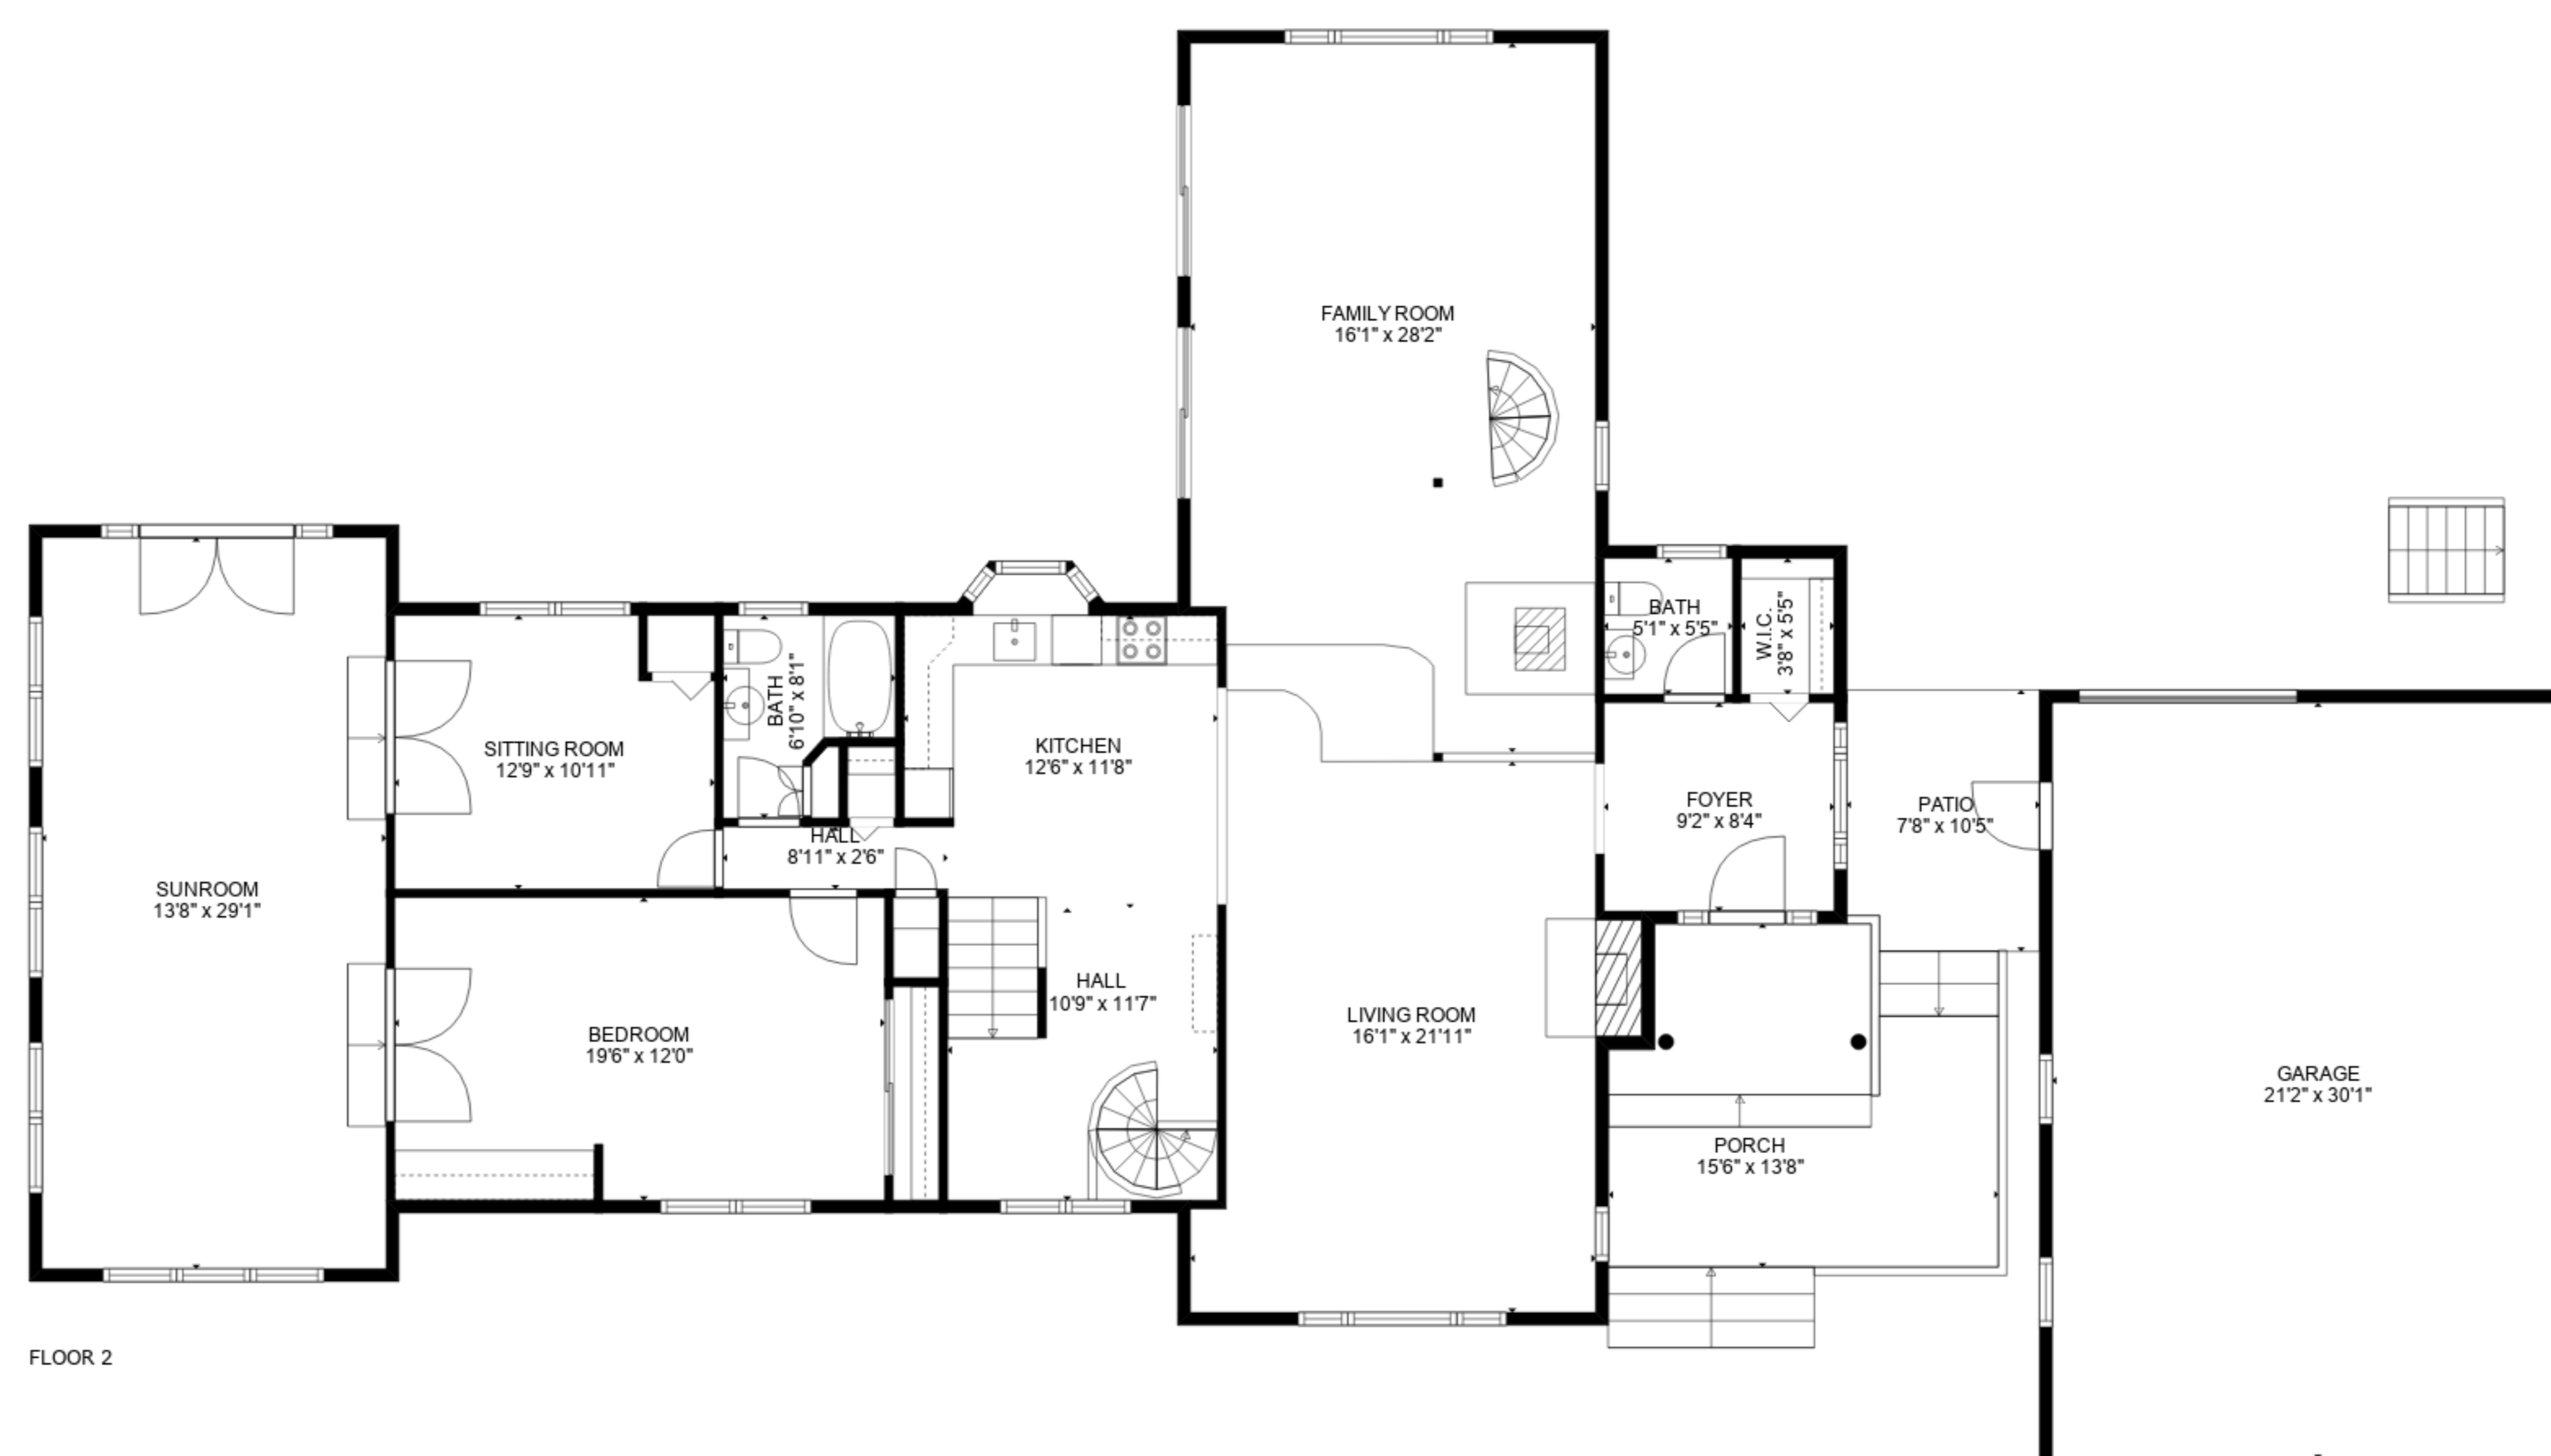 FAMILY ROOM
16'1" x 28'2"
BATH
5'1" x 5'5"
W.I.C.
3'8" x 5'5"
BATH
6'10" x 8'1"
SITTING ROOM
12'9" x 10'11"
KITCHEN
12'6" x 11'8"
FOYER
9'2" x 8'4"
PATIO
7'8" x 10'5"
HALL
8'11" x 2'6"
SUNROOM
13'8" x 29'1"
HALL
10'9" x 11'7"
LIVING ROOM
16'1" x 21'11"
BEDROOM
19'6" x 12'0"
GARAGE
21'2" x 30'1"
PORCH
15'6" x 13'8"
FLOOR 2